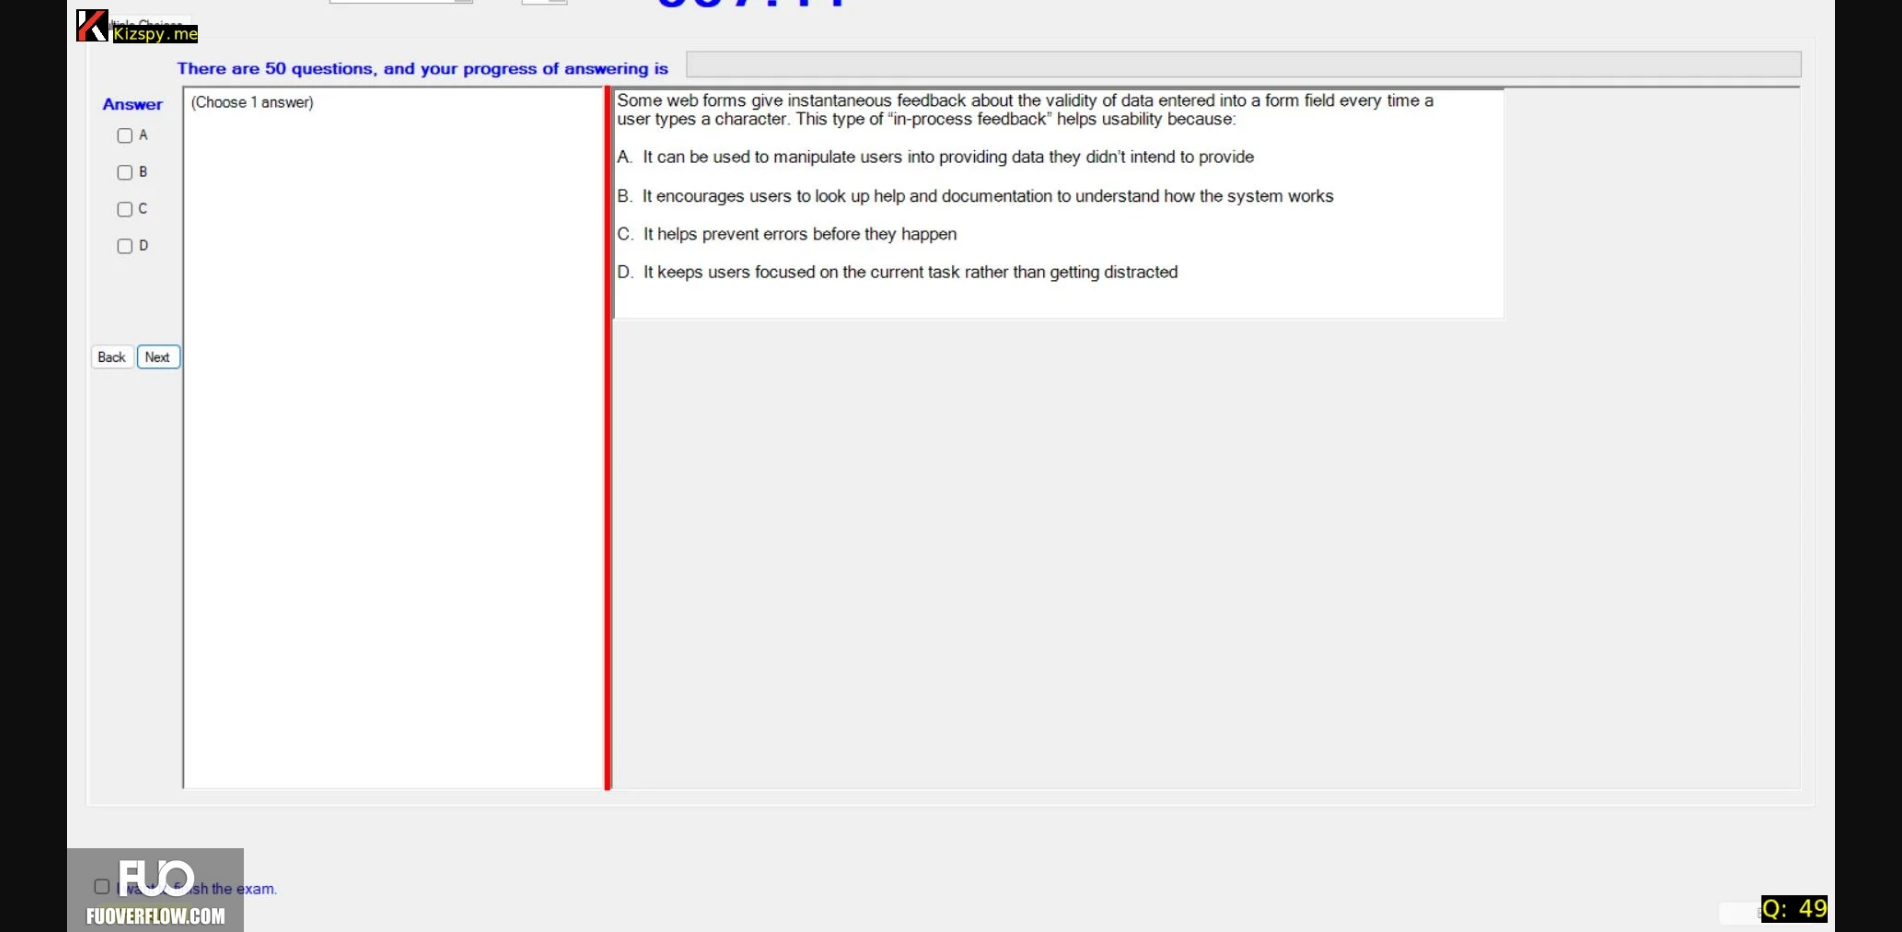 Kizspy.me
There are 50 questions, and your progress of answering is
Answer
(Choose 1 answer)
A
B
C
D
Back
Next
Some web forms give instantaneous feedback about the validity of data entered into a form field every time a
user types a character. This type of “in-process feedback” helps usability because:
A. It can be used to manipulate users into providing data they didn’t intend to provide
B. It encourages users to look up help and documentation to understand how the system works
C. It helps prevent errors before they happen
D. It keeps users focused on the current task rather than getting distracted
FUO
the exam.
FUOVERFLOW.COM
Q: 49